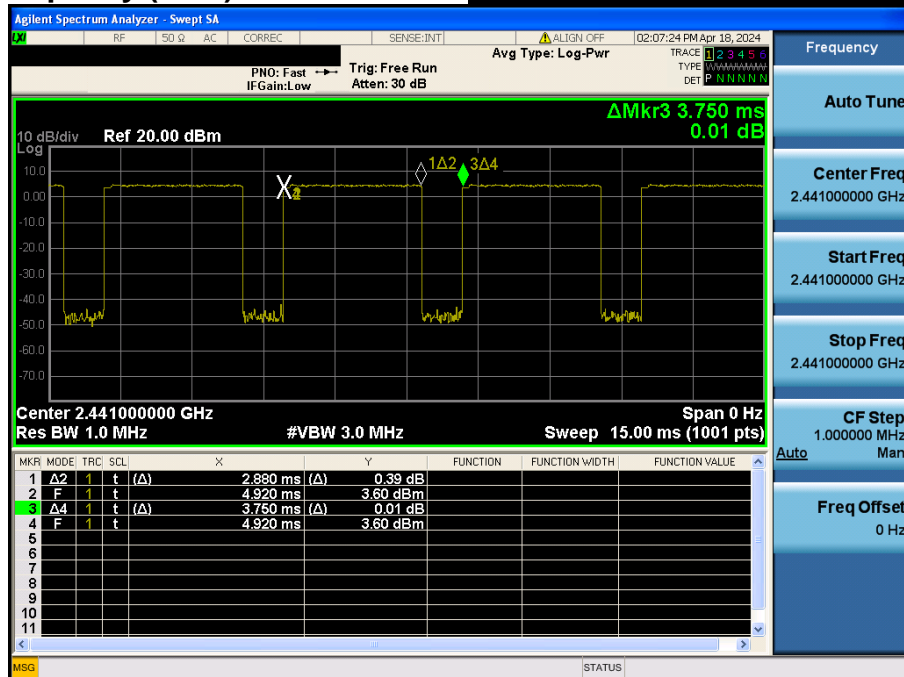 Agilent Spectrum Analyzer - Swept SA
LXI RF 50 Ω AC CORREC SENSE:INT ALIGN OFF 02:07:24 PM Apr 18, 2024
Avg Type: Log-Pwr TRACE 1 2 3 4 5 6
PNO: Fast Trig: Free Run TYPE WWWWWW
IFGain:Low Atten: 30 dB DET P N N N N N
ΔMkr3 3.750 ms
0.01 dB
10 dB/div Ref 20.00 dBm
Log
10.0
0.00
-10.0
-20.0
-30.0
-40.0
-50.0
-60.0
-70.0
1Δ2 3Δ4
X2
Center 2.441000000 GHz Span 0 Hz
Res BW 1.0 MHz #VBW 3.0 MHz Sweep 15.00 ms (1001 pts)
MKR MODE TRC SCL X Y FUNCTION FUNCTION WIDTH FUNCTION VALUE
1 Δ2 1 t (Δ) 2.880 ms (Δ) 0.39 dB
2 F 1 t 4.920 ms 3.60 dBm
3 Δ4 1 t (Δ) 3.750 ms (Δ) 0.01 dB
4 F 1 t 4.920 ms 3.60 dBm
5
6
7
8
9
10
11
MSG STATUS
Frequency
Auto Tune
Center Freq
2.441000000 GHz
Start Freq
2.441000000 GHz
Stop Freq
2.441000000 GHz
CF Step
1.000000 MHz
Auto Man
Freq Offset
0 Hz